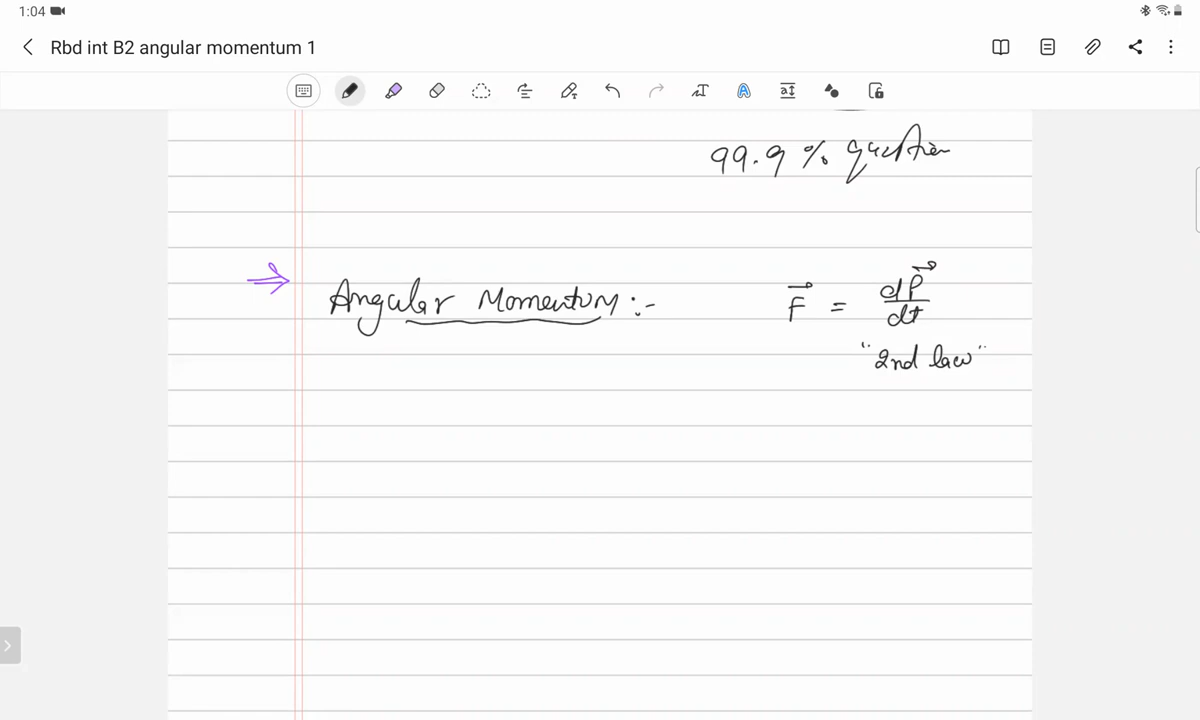 1:04
Rbd int B2 angular momentum 1
99.9 % question
⇒ Angular Momentum :- F⃗ = dP⃗/dt
"2nd law"